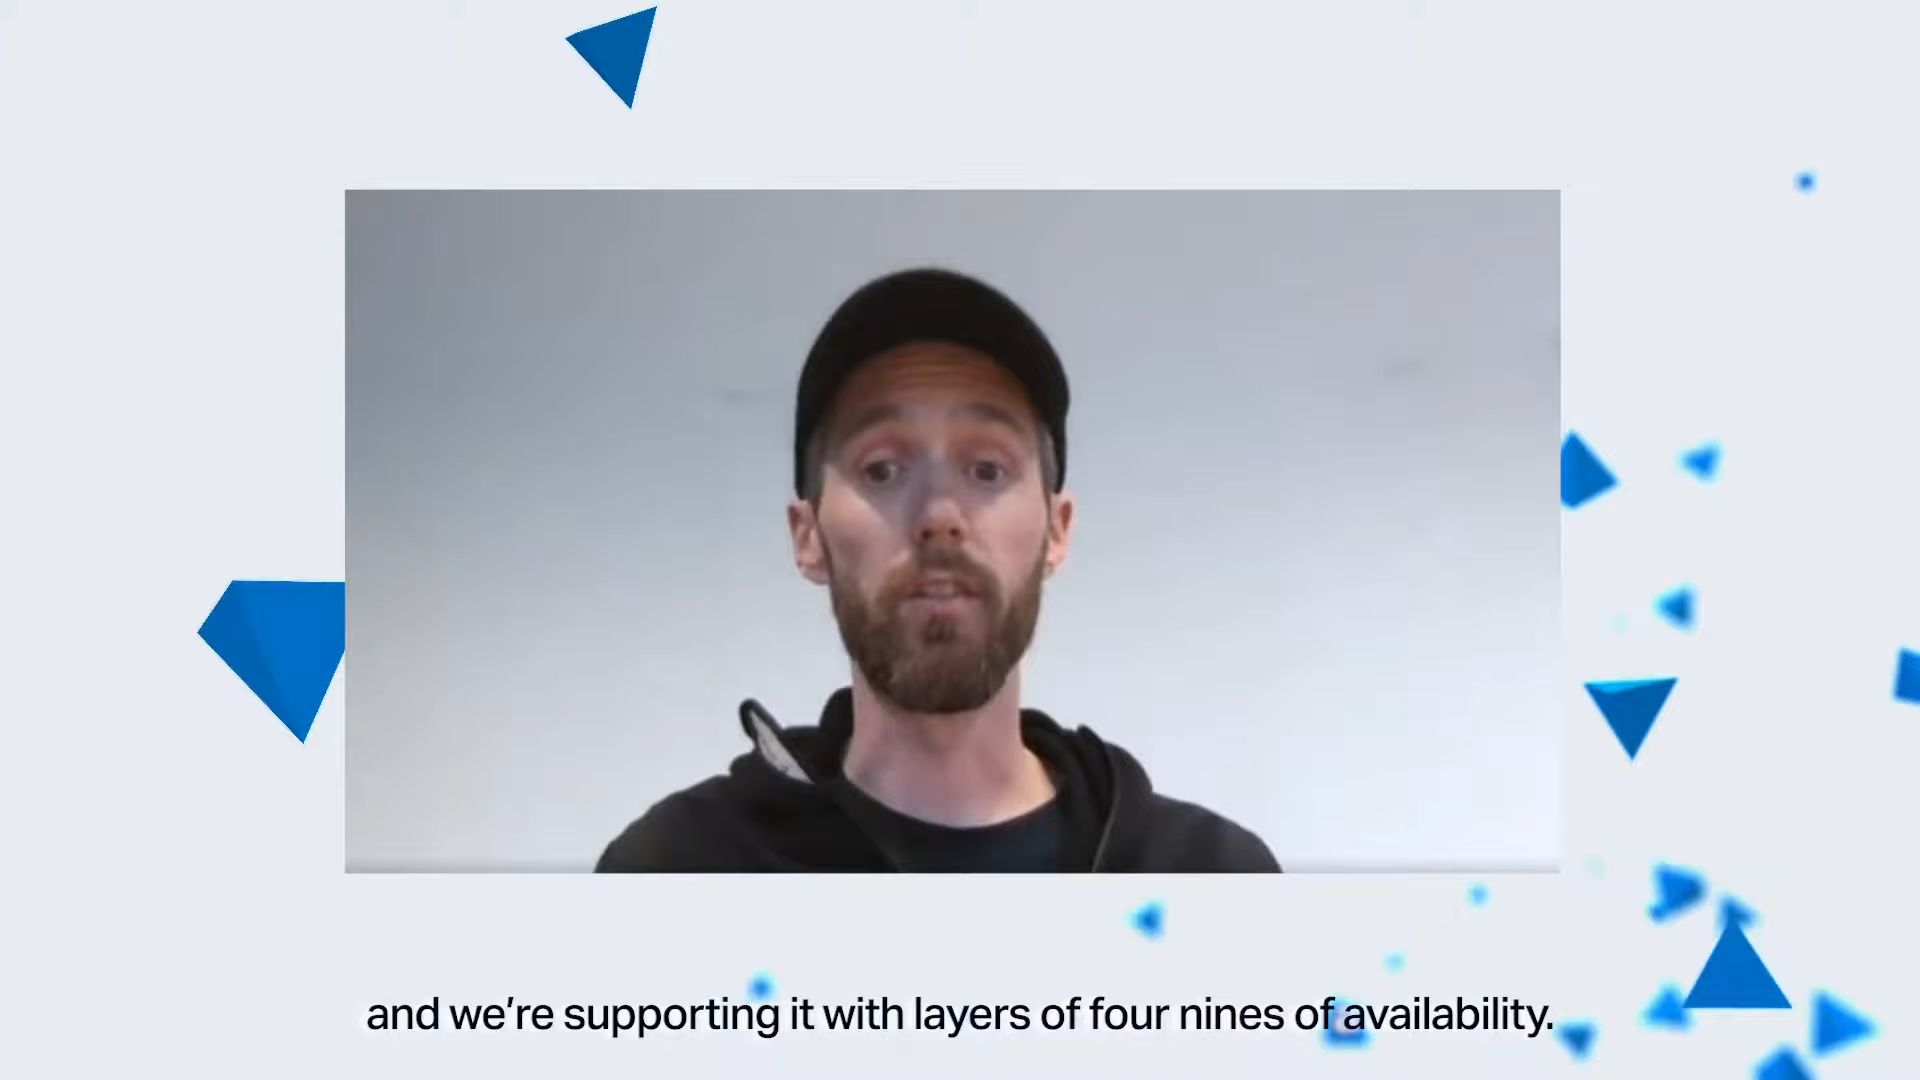 and we’re supporting it with layers of four nines of availability.